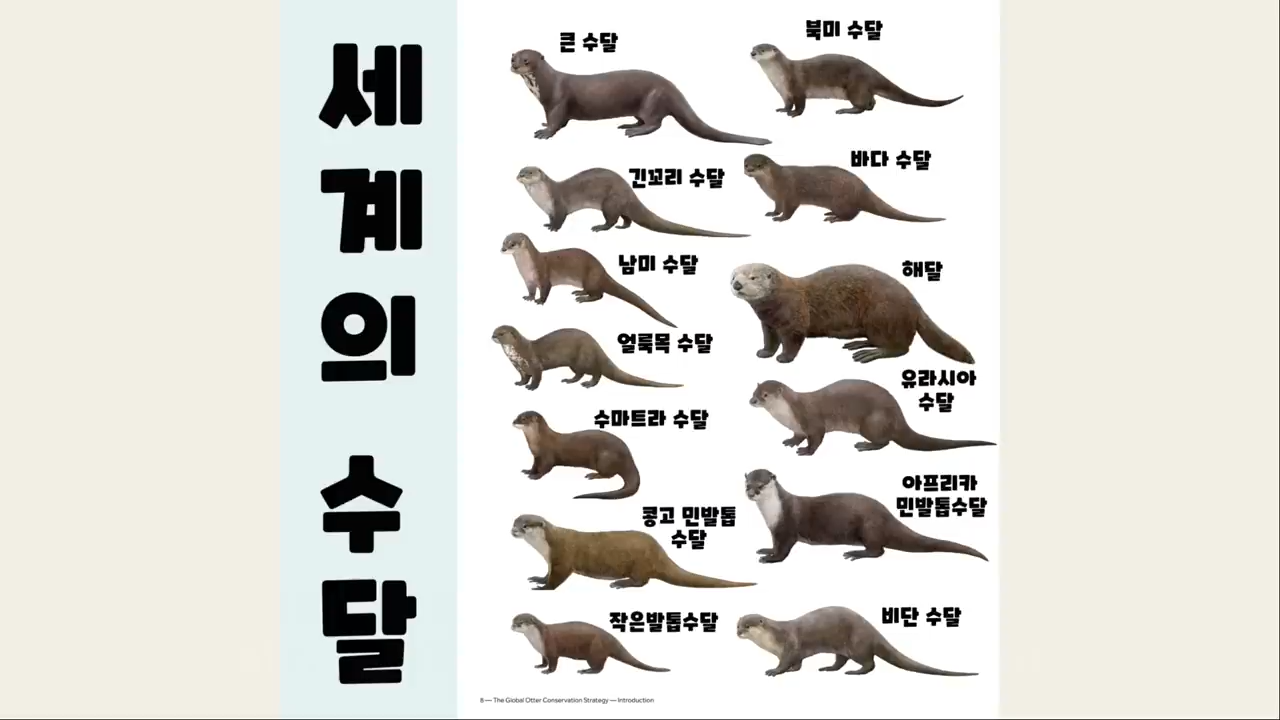 세계의 수달
큰 수달
북미 수달
긴꼬리 수달
바다 수달
남미 수달
해달
얼룩목 수달
유라시아
수달
수마트라 수달
아프리카
민발톱수달
콩고 민발톱
수달
작은발톱수달
비단 수달
8 — The Global Otter Conservation Strategy — Introduction